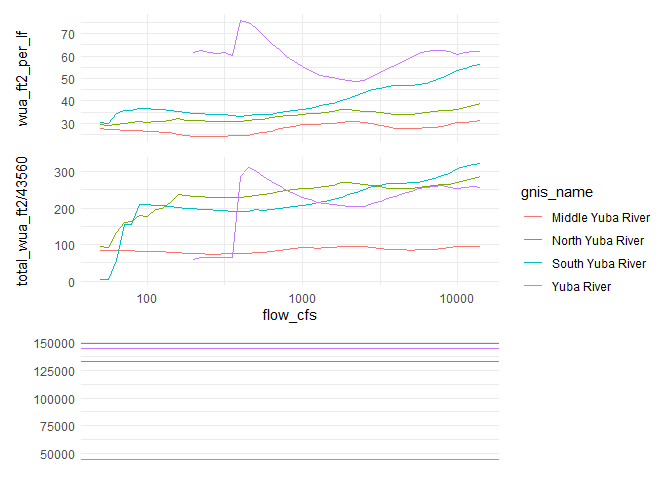 wua_ft2_per_lf
70
60
50
40
30
total_wua_ft2/43560
300
200
100
0
100
1000
10000
flow_cfs
gnis_name
Middle Yuba River
North Yuba River
South Yuba River
Yuba River
150000
125000
100000
75000
50000